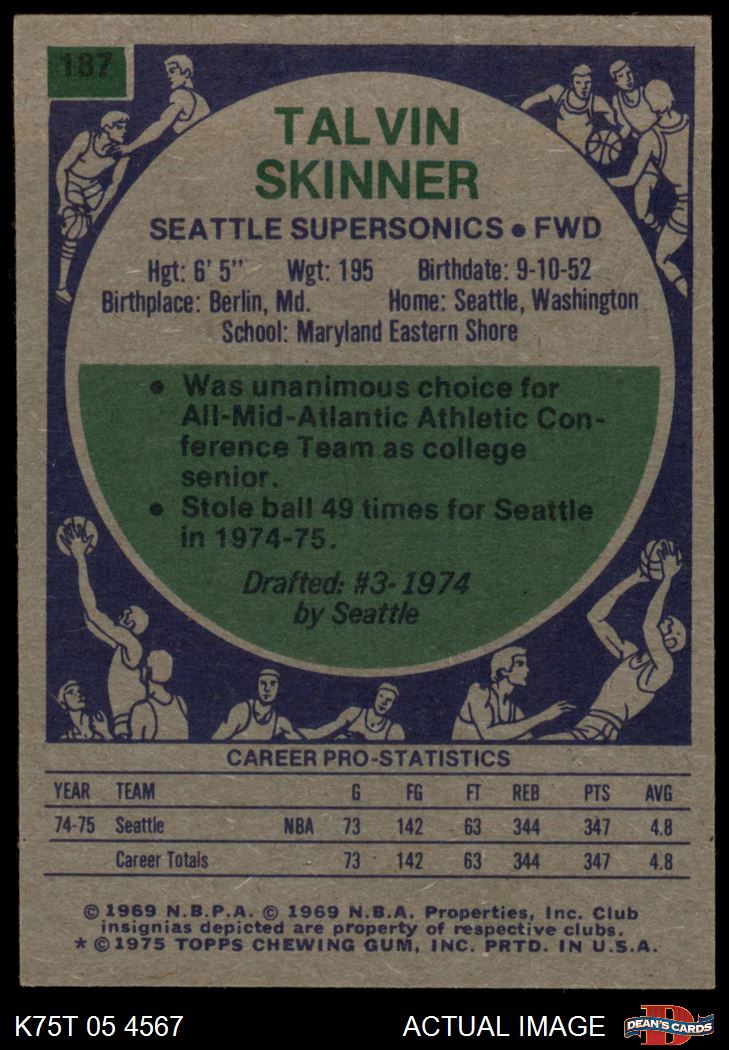 187
TALVIN
SKINNER
SEATTLE SUPERSONICS • FWD
Hgt: 6' 5" Wgt: 195 Birthdate: 9-10-52
Birthplace: Berlin, Md. Home: Seattle, Washington
School: Maryland Eastern Shore
• Was unanimous choice for
All-Mid-Atlantic Athletic Con-
ference Team as college
senior.
• Stole ball 49 times for Seattle
in 1974-75.
Drafted: #3-1974
by Seattle
CAREER PRO-STATISTICS
YEAR TEAM G FG FT REB PTS AVG
74-75 Seattle NBA 73 142 63 344 347 4.8
Career Totals 73 142 63 344 347 4.8
© 1969 N.B.P.A. © 1969 N.B.A. Properties, Inc. Club
insignias depicted are property of respective clubs.
* © 1975 TOPPS CHEWING GUM, INC. PRTD. IN U.S.A.
K75T 05 4567 ACTUAL IMAGE
D
DEAN'S CARDS